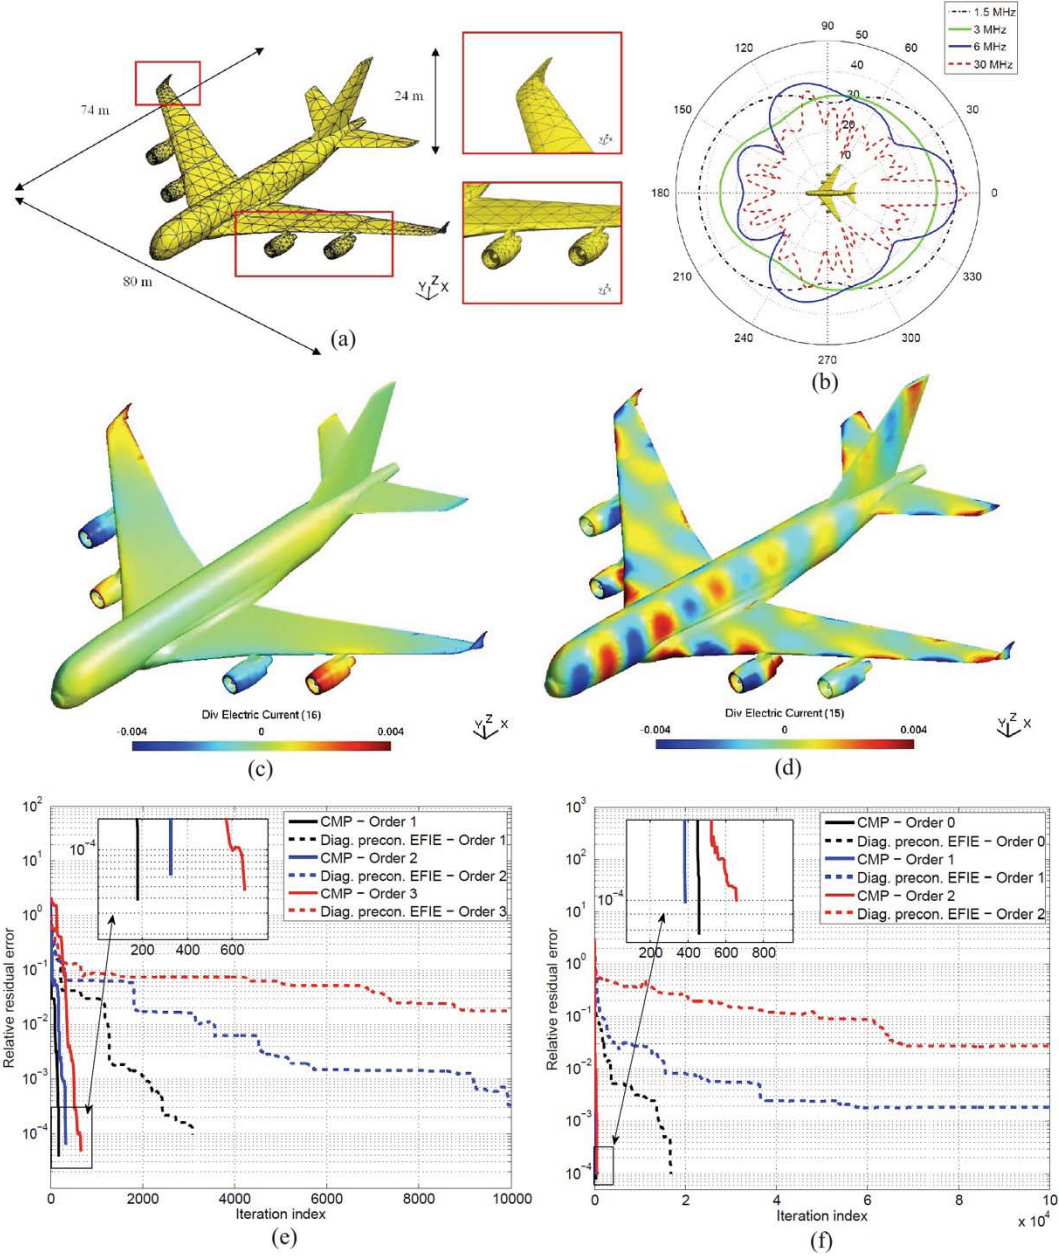 74 m
24 m
80 m
Y Z X
Y Z X
Y Z X
(a)
1.5 MHz
3 MHz
6 MHz
30 MHz
90
50
60
120
40
30
150
30
20
10
180
0
210
330
240
300
270
(b)
Div Electric Current (16)
-0.004
0
0.004
Y Z X
(c)
Div Electric Current (15)
-0.004
0
0.004
Y Z X
(d)
10^2
10^1
10^0
10^-1
10^-2
10^-3
10^-4
Relative residual error
10^-4
200
400
600
CMP – Order 1
Diag. precon. EFIE – Order 1
CMP – Order 2
Diag. precon. EFIE – Order 2
CMP – Order 3
Diag. precon. EFIE – Order 3
0
2000
4000
6000
8000
10000
Iteration index
(e)
10^3
10^2
10^1
10^0
10^-1
10^-2
10^-3
10^-4
Relative residual error
10^-4
200
400
600
800
CMP – Order 0
Diag. precon. EFIE – Order 0
CMP – Order 1
Diag. precon. EFIE – Order 1
CMP – Order 2
Diag. precon. EFIE – Order 2
0
2
4
6
8
10
x 10^4
Iteration index
(f)